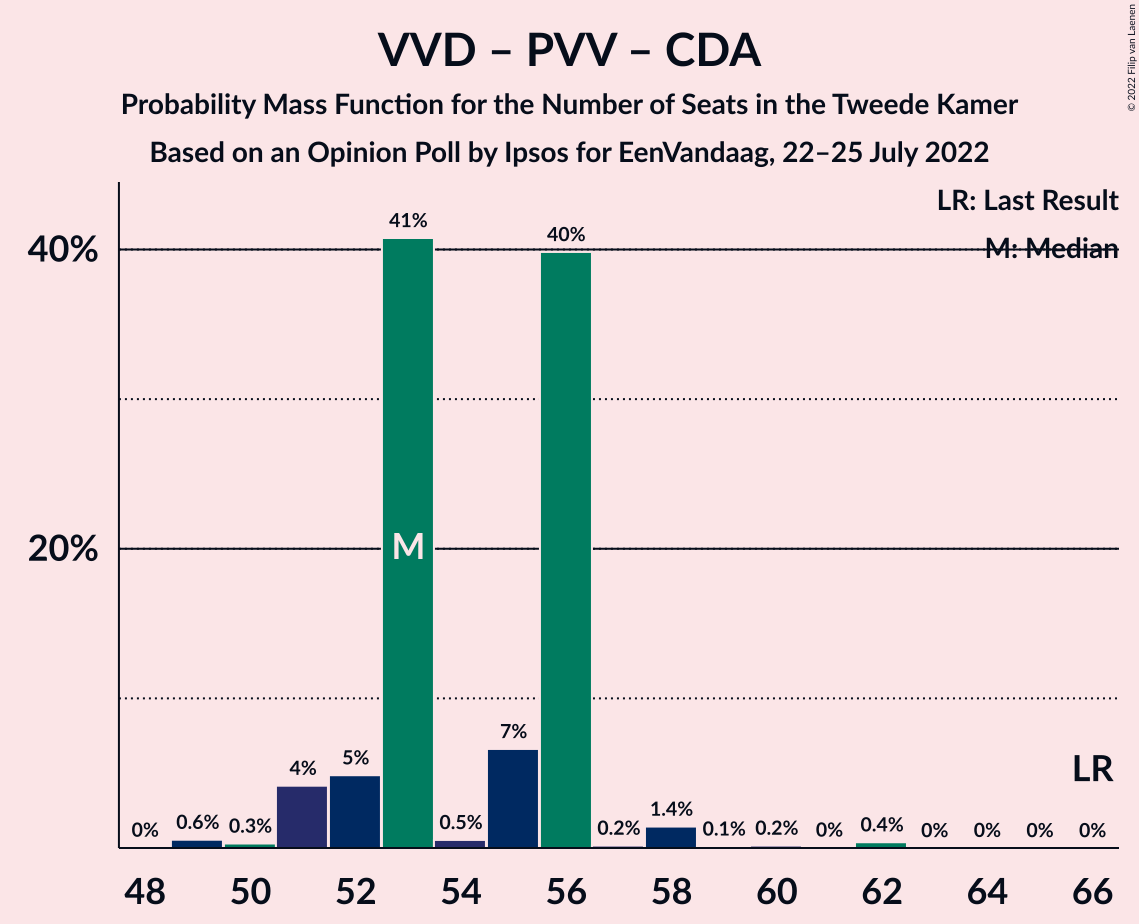 © 2022 Filip van Laenen
VVD – PVV – CDA
Probability Mass Function for the Number of Seats in the Tweede Kamer
Based on an Opinion Poll by Ipsos for EenVandaag, 22–25 July 2022
LR: Last Result
M: Median
40%
20%
0%
0.6%
0.3%
4%
5%
41%
0.5%
7%
40%
0.2%
1.4%
0.1%
0.2%
0%
0.4%
0%
0%
0%
0%
M
LR
48 50 52 54 56 58 60 62 64 66